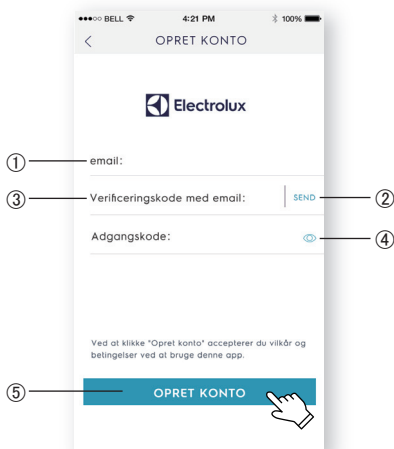 ●●●○○ BELL 4:21 PM 100%
< OPRET KONTO
Electrolux
① email:
③ Verificeringskode med email: SEND ②
Adgangskode: ④
Ved at klikke "Opret konto" accepterer du vilkår og
betingelser ved at bruge denne app.
⑤ OPRET KONTO